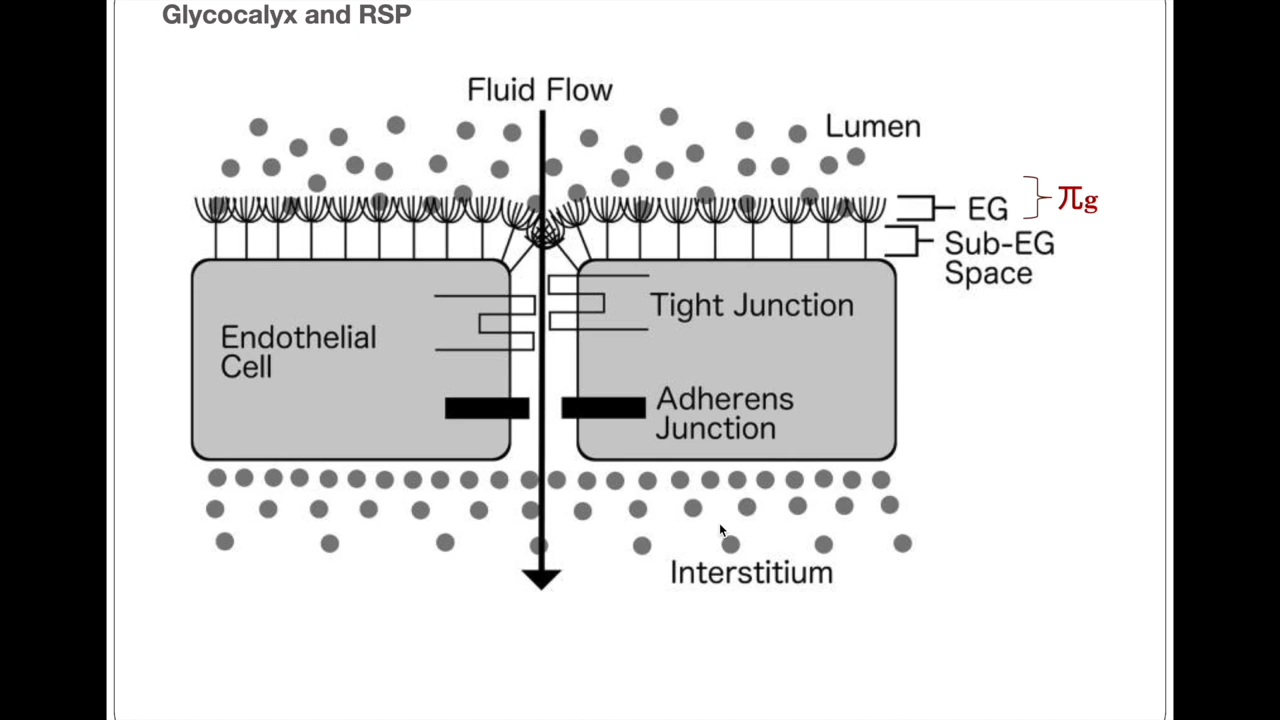 Glycocalyx and RSP
Fluid Flow
Lumen
EG
πg
Sub-EG
Space
Tight Junction
Endothelial
Cell
Adherens
Junction
Interstitium